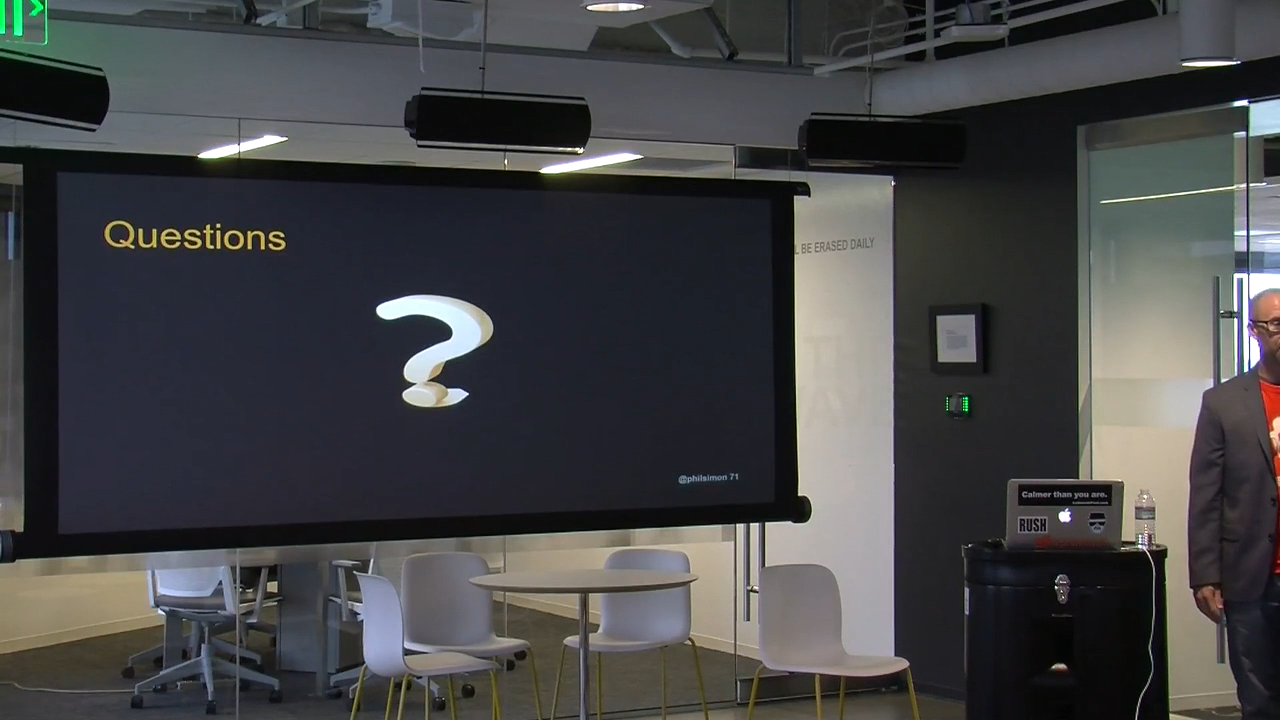 Questions
?
@philsimon 71
L BE ERASED DAILY
Calmer than you are.
RUSH